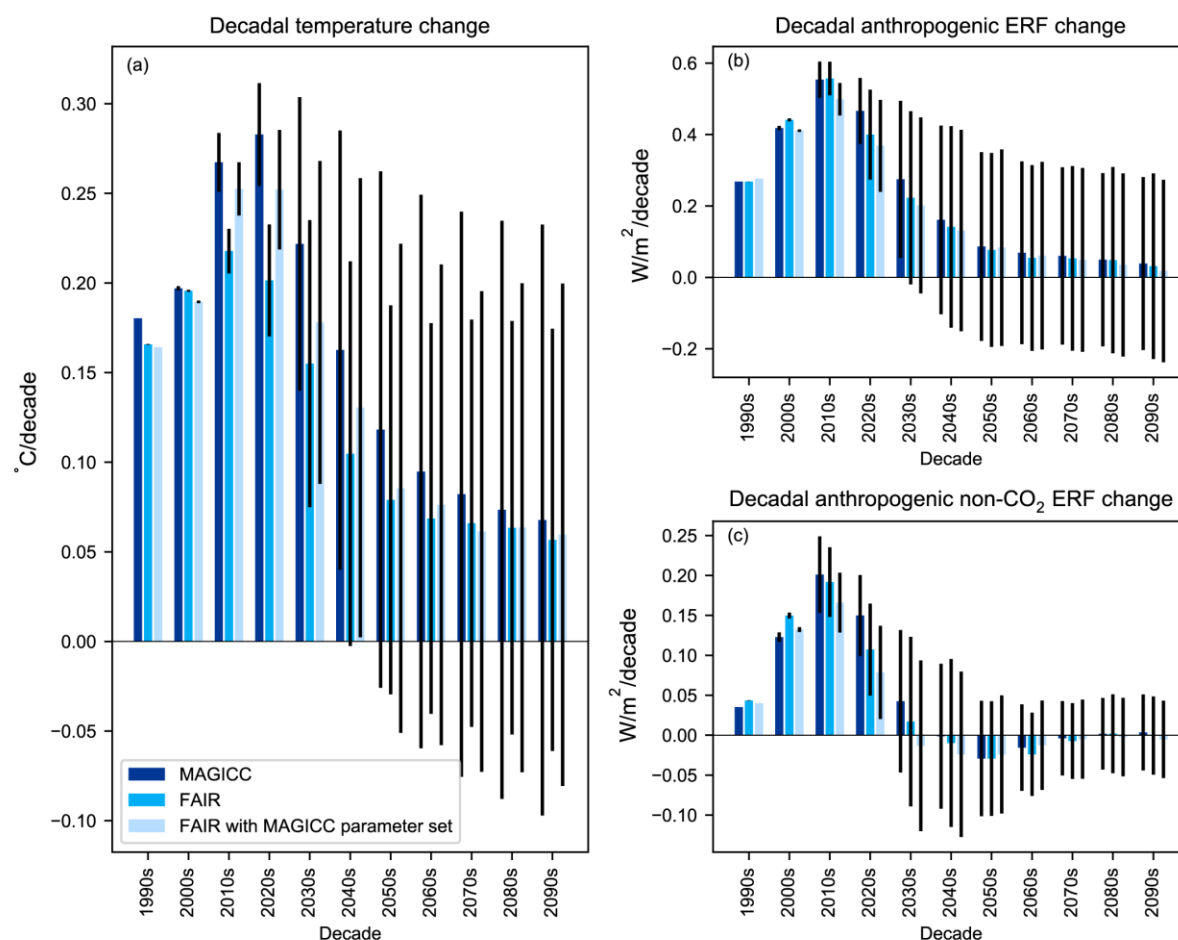 Decadal temperature change
(a)
°C/decade
0.30
0.25
0.20
0.15
0.10
0.05
0.00
−0.05
−0.10
MAGICC
FAIR
FAIR with MAGICC parameter set
1990s
2000s
2010s
2020s
2030s
2040s
2050s
2060s
2070s
2080s
2090s
Decade
Decadal anthropogenic ERF change
(b)
W/m²/decade
0.6
0.4
0.2
0.0
−0.2
1990s
2000s
2010s
2020s
2030s
2040s
2050s
2060s
2070s
2080s
2090s
Decade
Decadal anthropogenic non-CO₂ ERF change
(c)
W/m²/decade
0.25
0.20
0.15
0.10
0.05
0.00
−0.05
−0.10
1990s
2000s
2010s
2020s
2030s
2040s
2050s
2060s
2070s
2080s
2090s
Decade